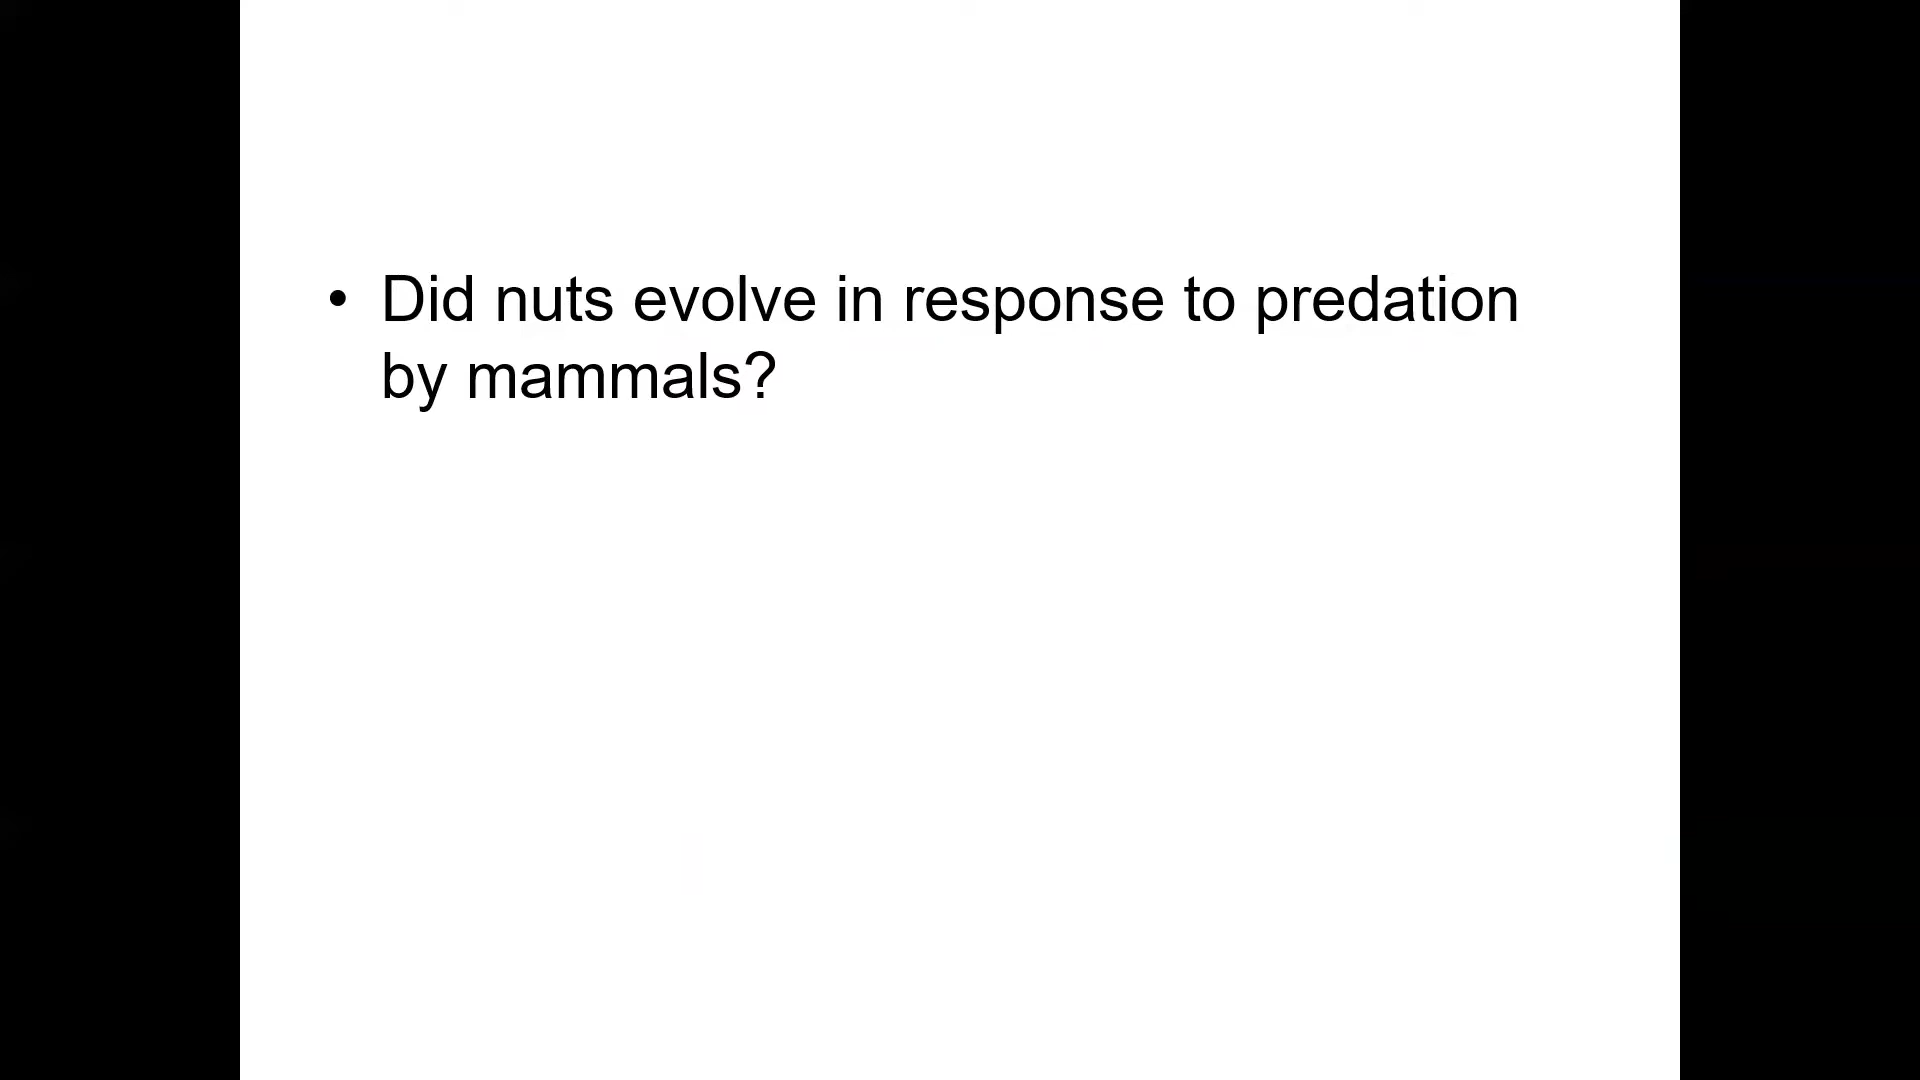 • Did nuts evolve in response to predation
by mammals?